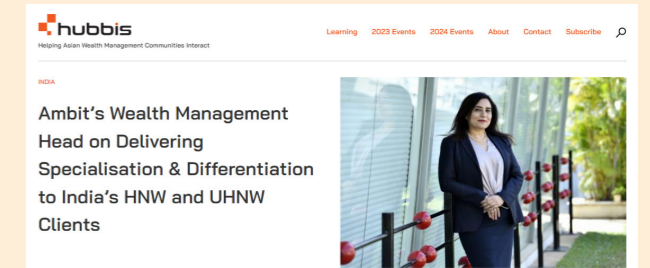 hubbis
Helping Asian Wealth Management Communities Interact
Learning 2023 Events 2024 Events About Contact Subscribe
INDIA
Ambit's Wealth Management
Head on Delivering
Specialisation & Differentiation
to India's HNW and UHNW
Clients